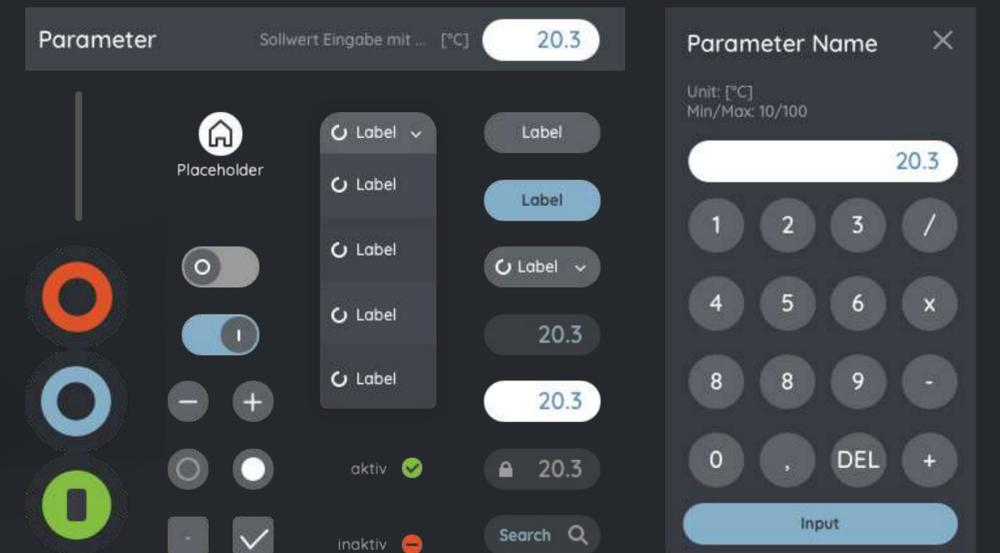 Parameter
Sollwert Eingabe mit ... [°C] 20.3
Placeholder
Label
Label
Label
Label
Label
aktiv
inaktiv
Label
Label
Label
20.3
20.3
20.3
Search
Parameter Name
Unit: [°C]
Min/Max: 10/100
20.3
1 2 3 /
4 5 6 x
8 8 9 -
0 , DEL +
Input